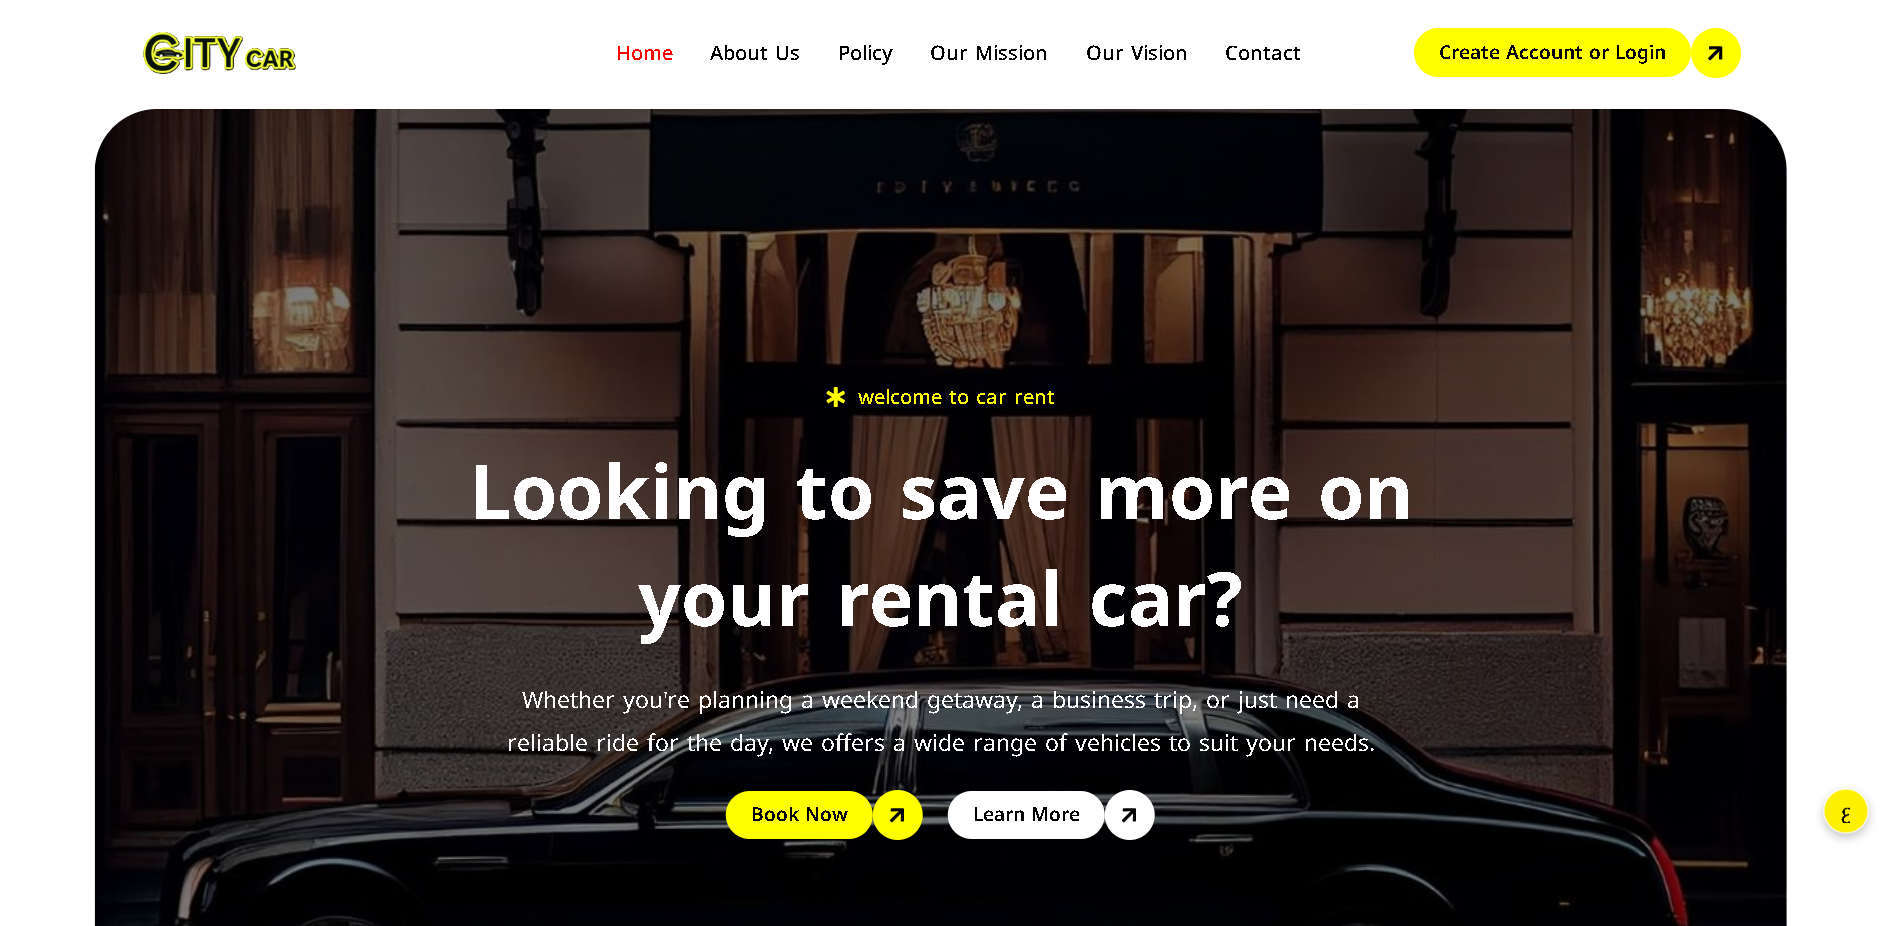 CITY CAR
Home
About Us
Policy
Our Mission
Our Vision
Contact
Create Account or Login
welcome to car rent
Looking to save more on
your rental car?
Whether you're planning a weekend getaway, a business trip, or just need a
reliable ride for the day, we offers a wide range of vehicles to suit your needs.
Book Now
Learn More
ع